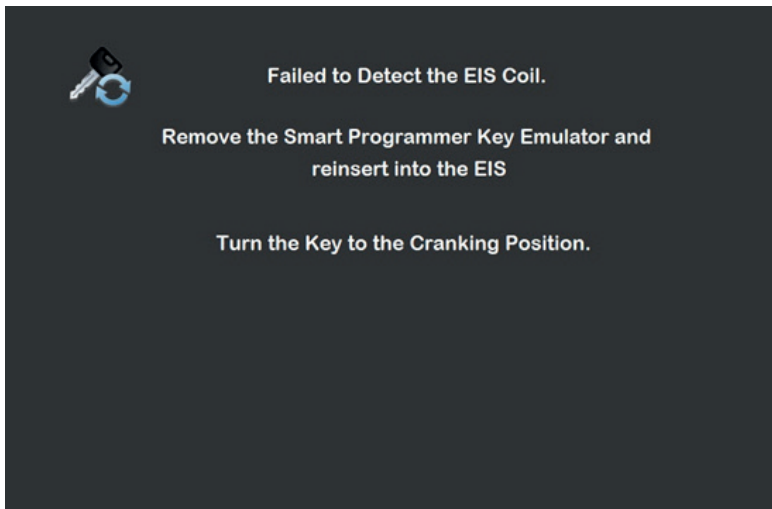 Failed to Detect the EIS Coil.
Remove the Smart Programmer Key Emulator and
reinsert into the EIS
Turn the Key to the Cranking Position.